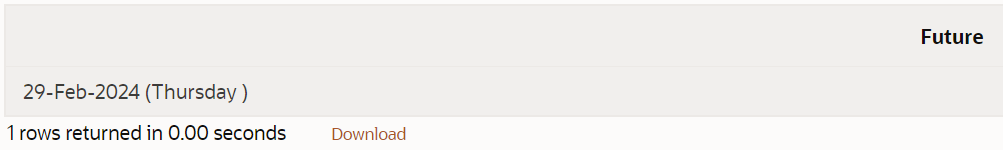 Future
29-Feb-2024 (Thursday )
1 rows returned in 0.00 seconds Download